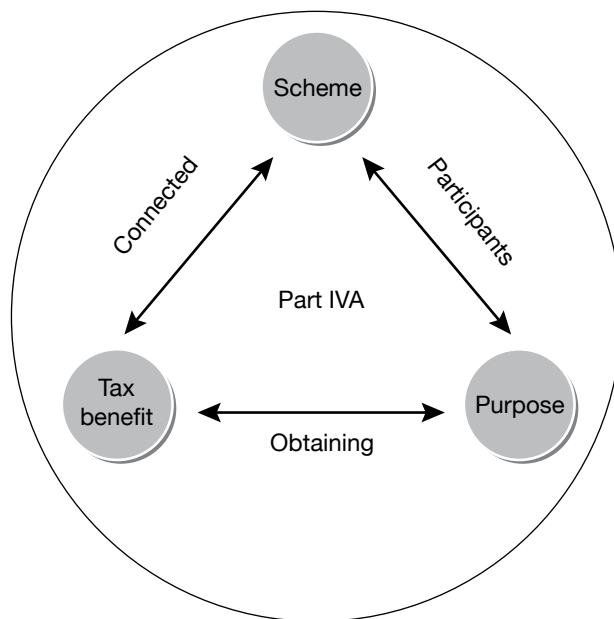 Scheme
Connected
Participants
Part IVA
Tax
benefit
Purpose
Obtaining